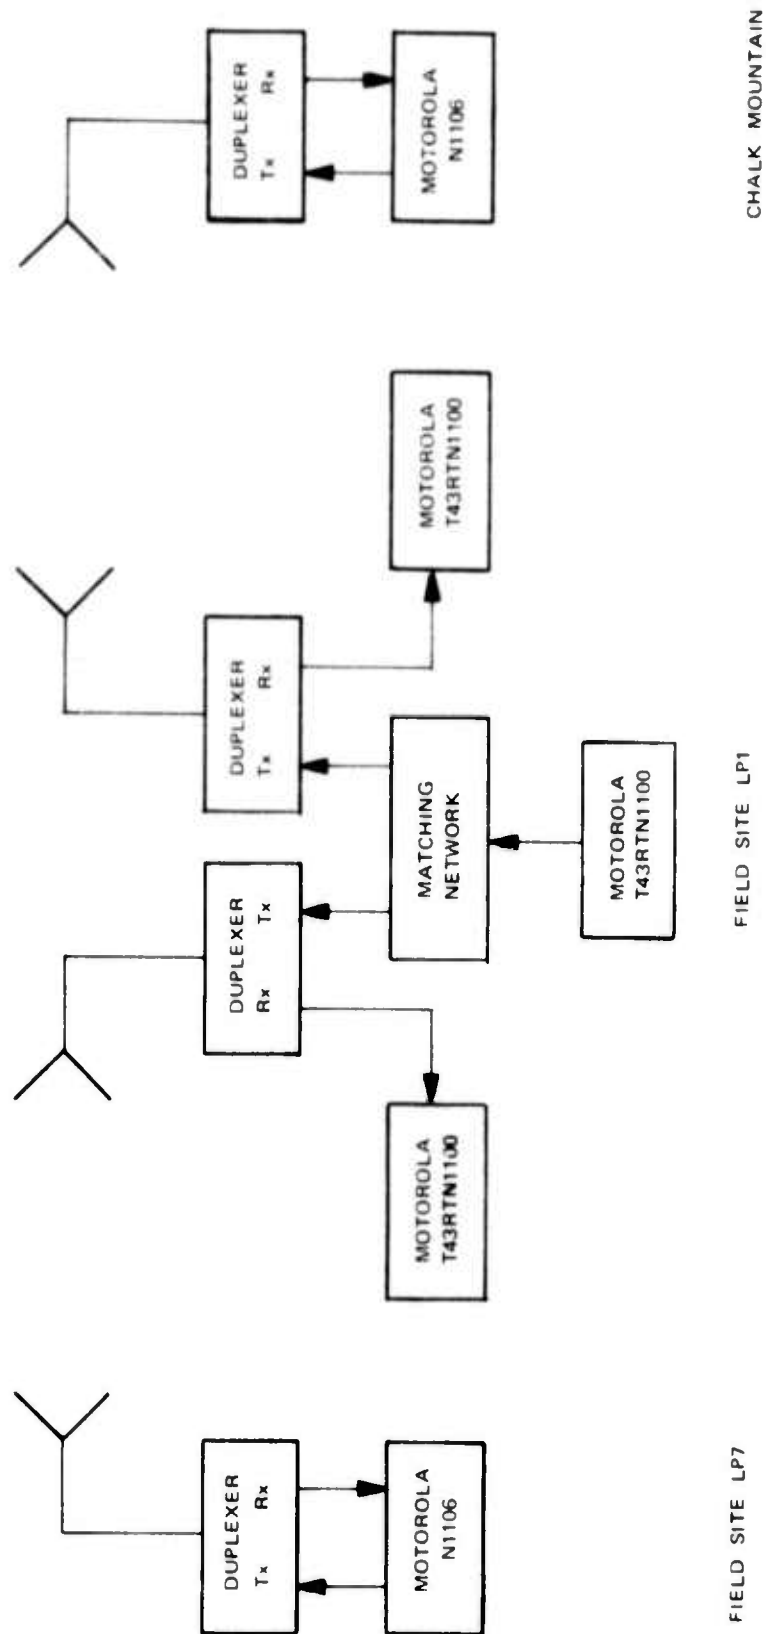 DUPLEXER
Tx Rx
MOTOROLA
N1106
FIELD SITE LP7
DUPLEXER
Rx Tx
MOTOROLA
T43RTN1100
DUPLEXER
Tx Rx
MATCHING
NETWORK
MOTOROLA
T43RTN1100
MOTOROLA
T43RTN1100
FIELD SITE LP1
DUPLEXER
Tx Rx
MOTOROLA
N1106
CHALK MOUNTAIN